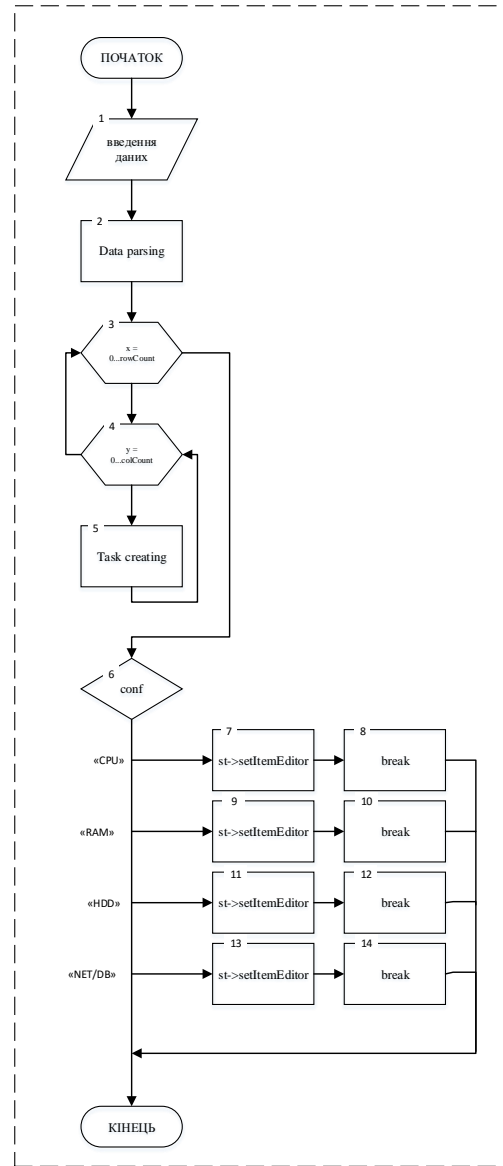 ПОЧАТОК
1
введення
даних
2
Data parsing
3
x =
0...rowCount
4
y =
0...colCount
5
Task creating
6
conf
«CPU»
7
st->setItemEditor
8
break
«RAM»
9
st->setItemEditor
10
break
«HDD»
11
st->setItemEditor
12
break
«NET/DB»
13
st->setItemEditor
14
break
КІНЕЦЬ